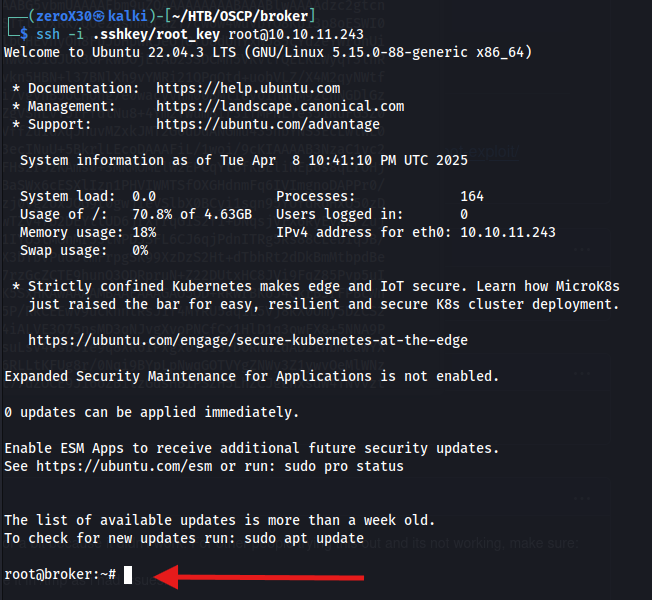 (zeroX30㉿kalki)-[~/HTB/OSCP/broker]
$ ssh -i .sshkey/root_key root@10.10.11.243
Welcome to Ubuntu 22.04.3 LTS (GNU/Linux 5.15.0-88-generic x86_64)
* Documentation: https://help.ubuntu.com
* Management: https://landscape.canonical.com
* Support: https://ubuntu.com/advantage
System information as of Tue Apr 8 10:41:10 PM UTC 2025
System load: 0.0 Processes: 164
Usage of /: 70.8% of 4.63GB Users logged in: 0
Memory usage: 18% IPv4 address for eth0: 10.10.11.243
Swap usage: 0%
* Strictly confined Kubernetes makes edge and IoT secure. Learn how MicroK8s
just raised the bar for easy, resilient and secure K8s cluster deployment.
https://ubuntu.com/engage/secure-kubernetes-at-the-edge
Expanded Security Maintenance for Applications is not enabled.
0 updates can be applied immediately.
Enable ESM Apps to receive additional future security updates.
See https://ubuntu.com/esm or run: sudo pro status
The list of available updates is more than a week old.
To check for new updates run: sudo apt update
root@broker:~#